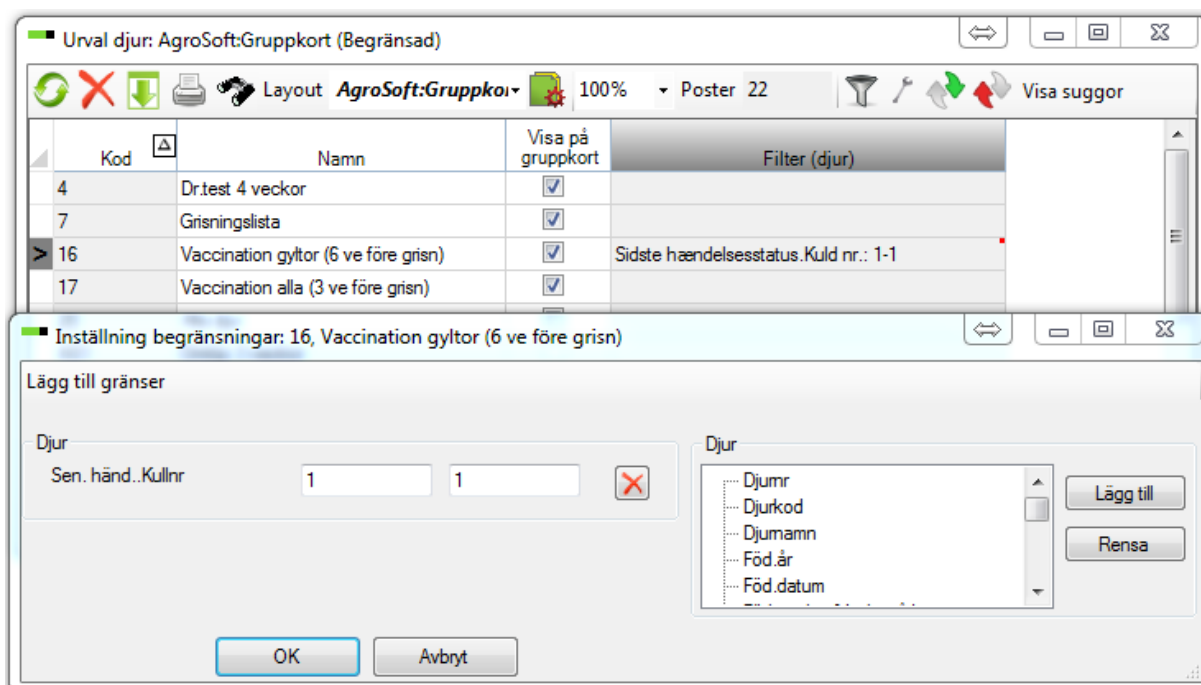 Urval djur: AgroSoft:Gruppkort (Begränsad)
Layout AgroSoft:Gruppkoı 100% Poster 22 Visa suggor
Kod Namn Visa på gruppkort Filter (djur)
4 Dr.test 4 veckor
7 Grisningslista
> 16 Vaccination gyltor (6 ve före grisn) Sidste hændelsesstatus.Kuld nr.: 1-1
17 Vaccination alla (3 ve före grisn)
Inställning begränsningar: 16, Vaccination gyltor (6 ve före grisn)
Lägg till gränser
Djur
Sen. händ..Kullnr 1 1
Djur
Djurnr
Djurkod
Djurnamn
Föd.år
Föd.datum
Lägg till
Rensa
OK Avbryt